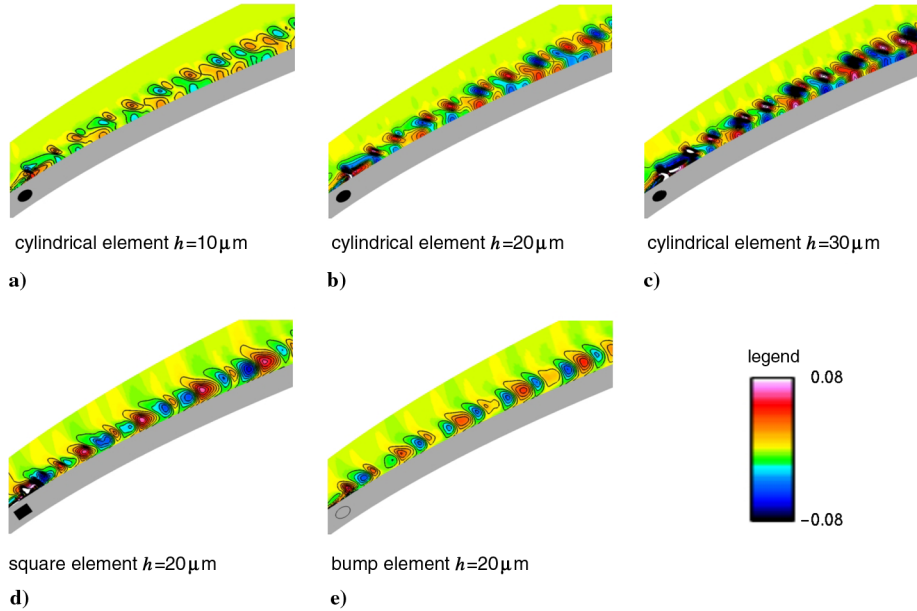 cylindrical element h=10μm
cylindrical element h=20μm
cylindrical element h=30μm
a)
b)
c)
legend
0.08
−0.08
square element h=20μm
bump element h=20μm
d)
e)